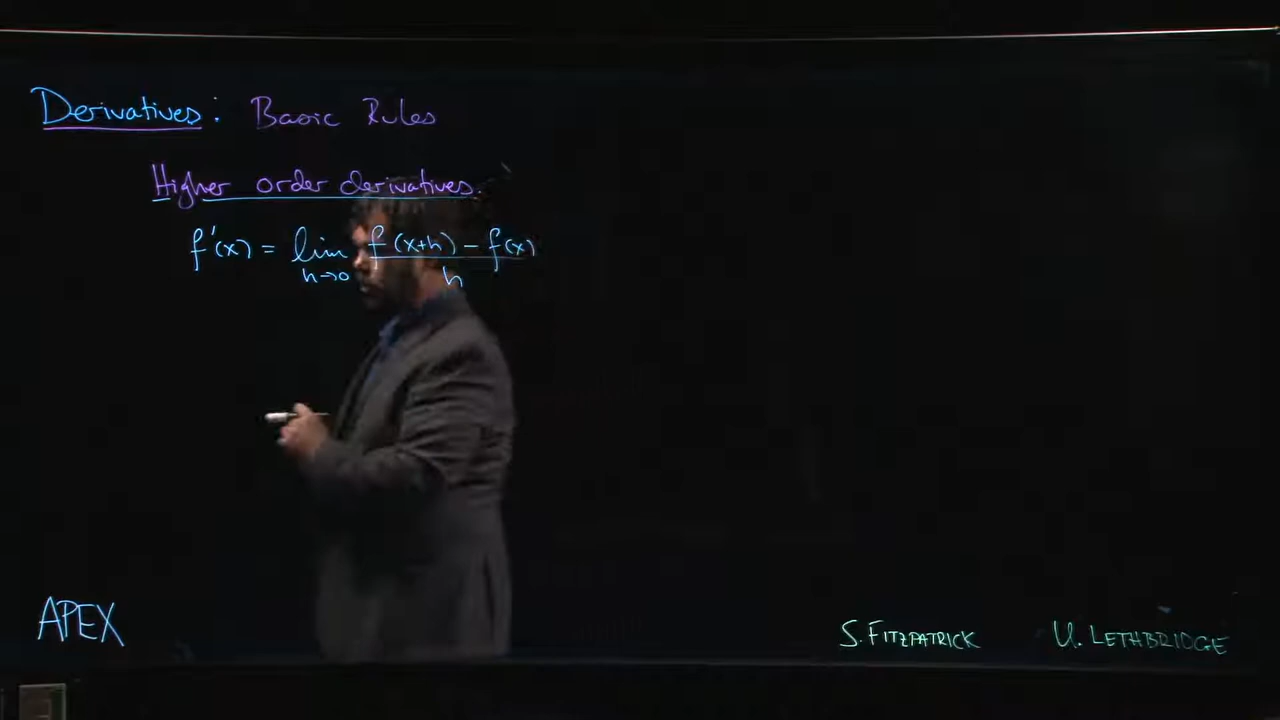 Derivatives: Basic Rules
Higher order derivatives.
f'(x) = lim h→0 f(x+h) - f(x) / h
APEX
S. FITZPATRICK U. LETHBRIDGE